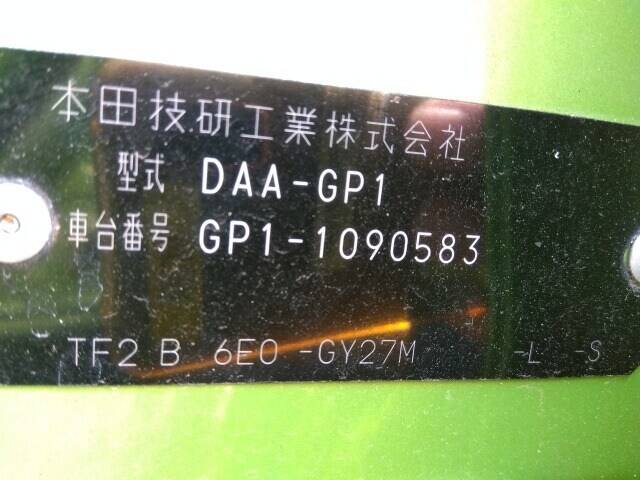 本田技研工業株式会社
型式 DAA-GP1
車台番号 GP1-1090583
TF2 B 6E0 -GY27M -L -S